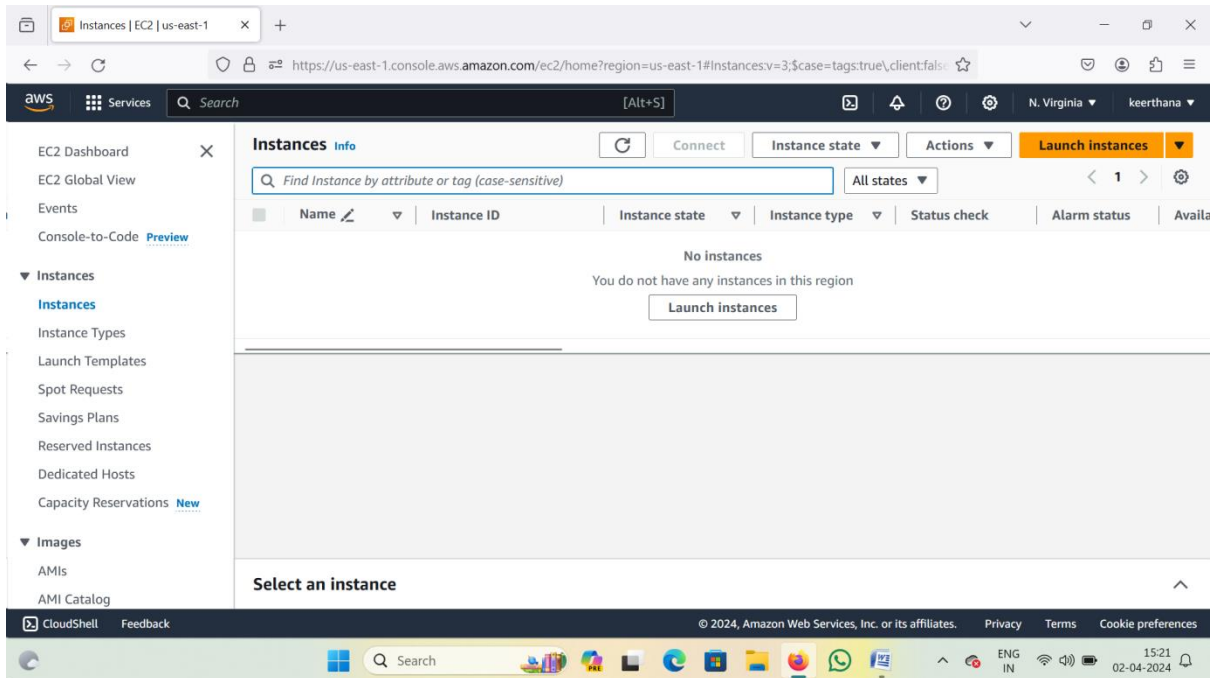 Instances | EC2 | us-east-1
https://us-east-1.console.aws.amazon.com/ec2/home?region=us-east-1#Instances:v=3;$case=tags:true\,client:false
aws Services Search [Alt+S] N. Virginia keerthana
EC2 Dashboard
EC2 Global View
Events
Console-to-Code Preview
Instances
Instances
Instance Types
Launch Templates
Spot Requests
Savings Plans
Reserved Instances
Dedicated Hosts
Capacity Reservations New
Images
AMIs
AMI Catalog
Instances Info Connect Instance state Actions Launch instances
Find Instance by attribute or tag (case-sensitive) All states 1
Name Instance ID Instance state Instance type Status check Alarm status Availa
No instances
You do not have any instances in this region
Launch instances
Select an instance
CloudShell Feedback © 2024, Amazon Web Services, Inc. or its affiliates. Privacy Terms Cookie preferences
Search PRE ENG 15:21
IN 02-04-2024